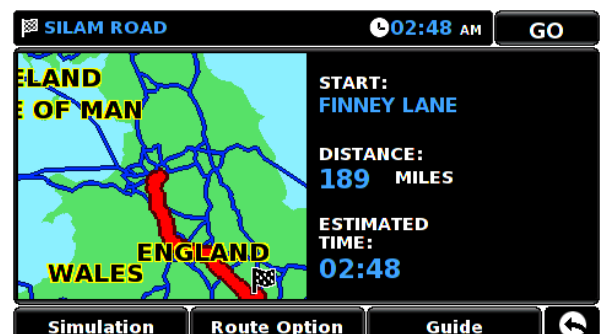 SILAM ROAD
02:48 AM
GO
ELAND
E OF MAN
ENGLAND
WALES
START:
FINNEY LANE
DISTANCE:
189 MILES
ESTIMATED
TIME:
02:48
Simulation
Route Option
Guide